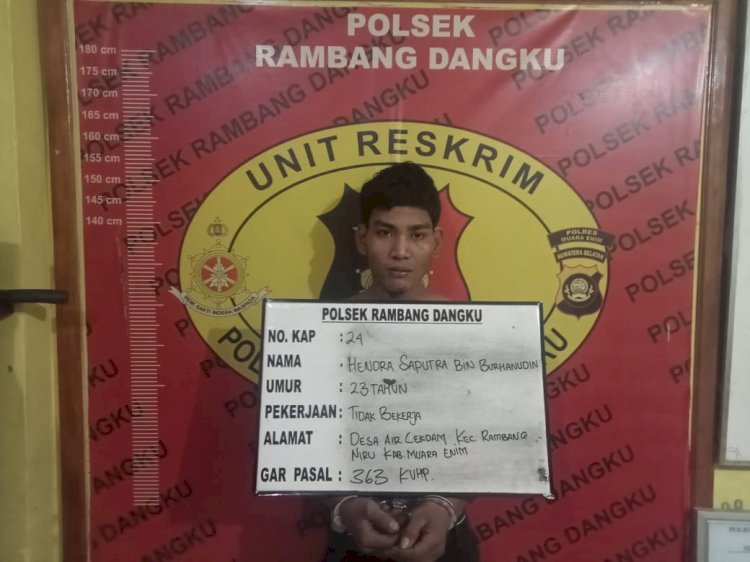 POLSEK
RAMBANG DANGKU
180 cm
175 cm
170 cm
165 cm
160 cm
155 cm
150 cm
145 cm
140 cm
UNIT RESKRIM
POLRES
MUARA ENIM
SUMATERA SELATAN
POLSEK RAMBANG DANGKU
NO. KAP : 24
NAMA : HENDRA SAPUTRA BIN BURHANUDIN
UMUR : 23 TAHUN
PEKERJAAN : TIDAK BEKERJA
ALAMAT : DESA AIR CEKDAM. KEC RAMBANG -
NIRU KAB. MUARA ENIM
GAR PASAL : 363 KUHP.